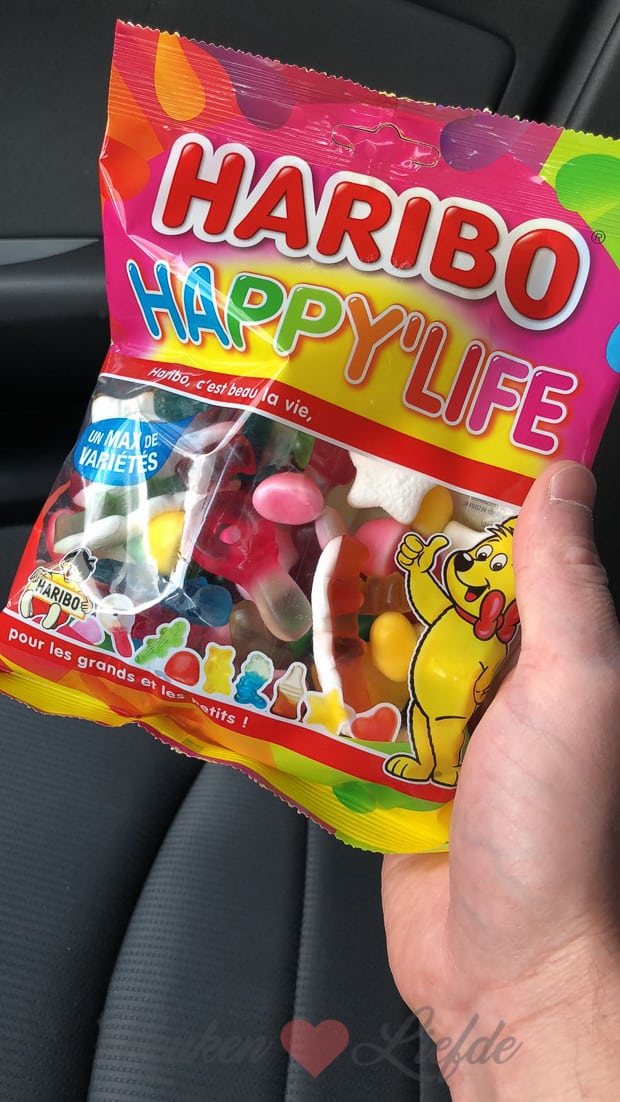 HARIBO®
HAPPY'LIFE
Haribo, c'est beau la vie,
UN MAX DE
VARIÉTÉS
HARIBO
pour les grands et les petits !
Liefde